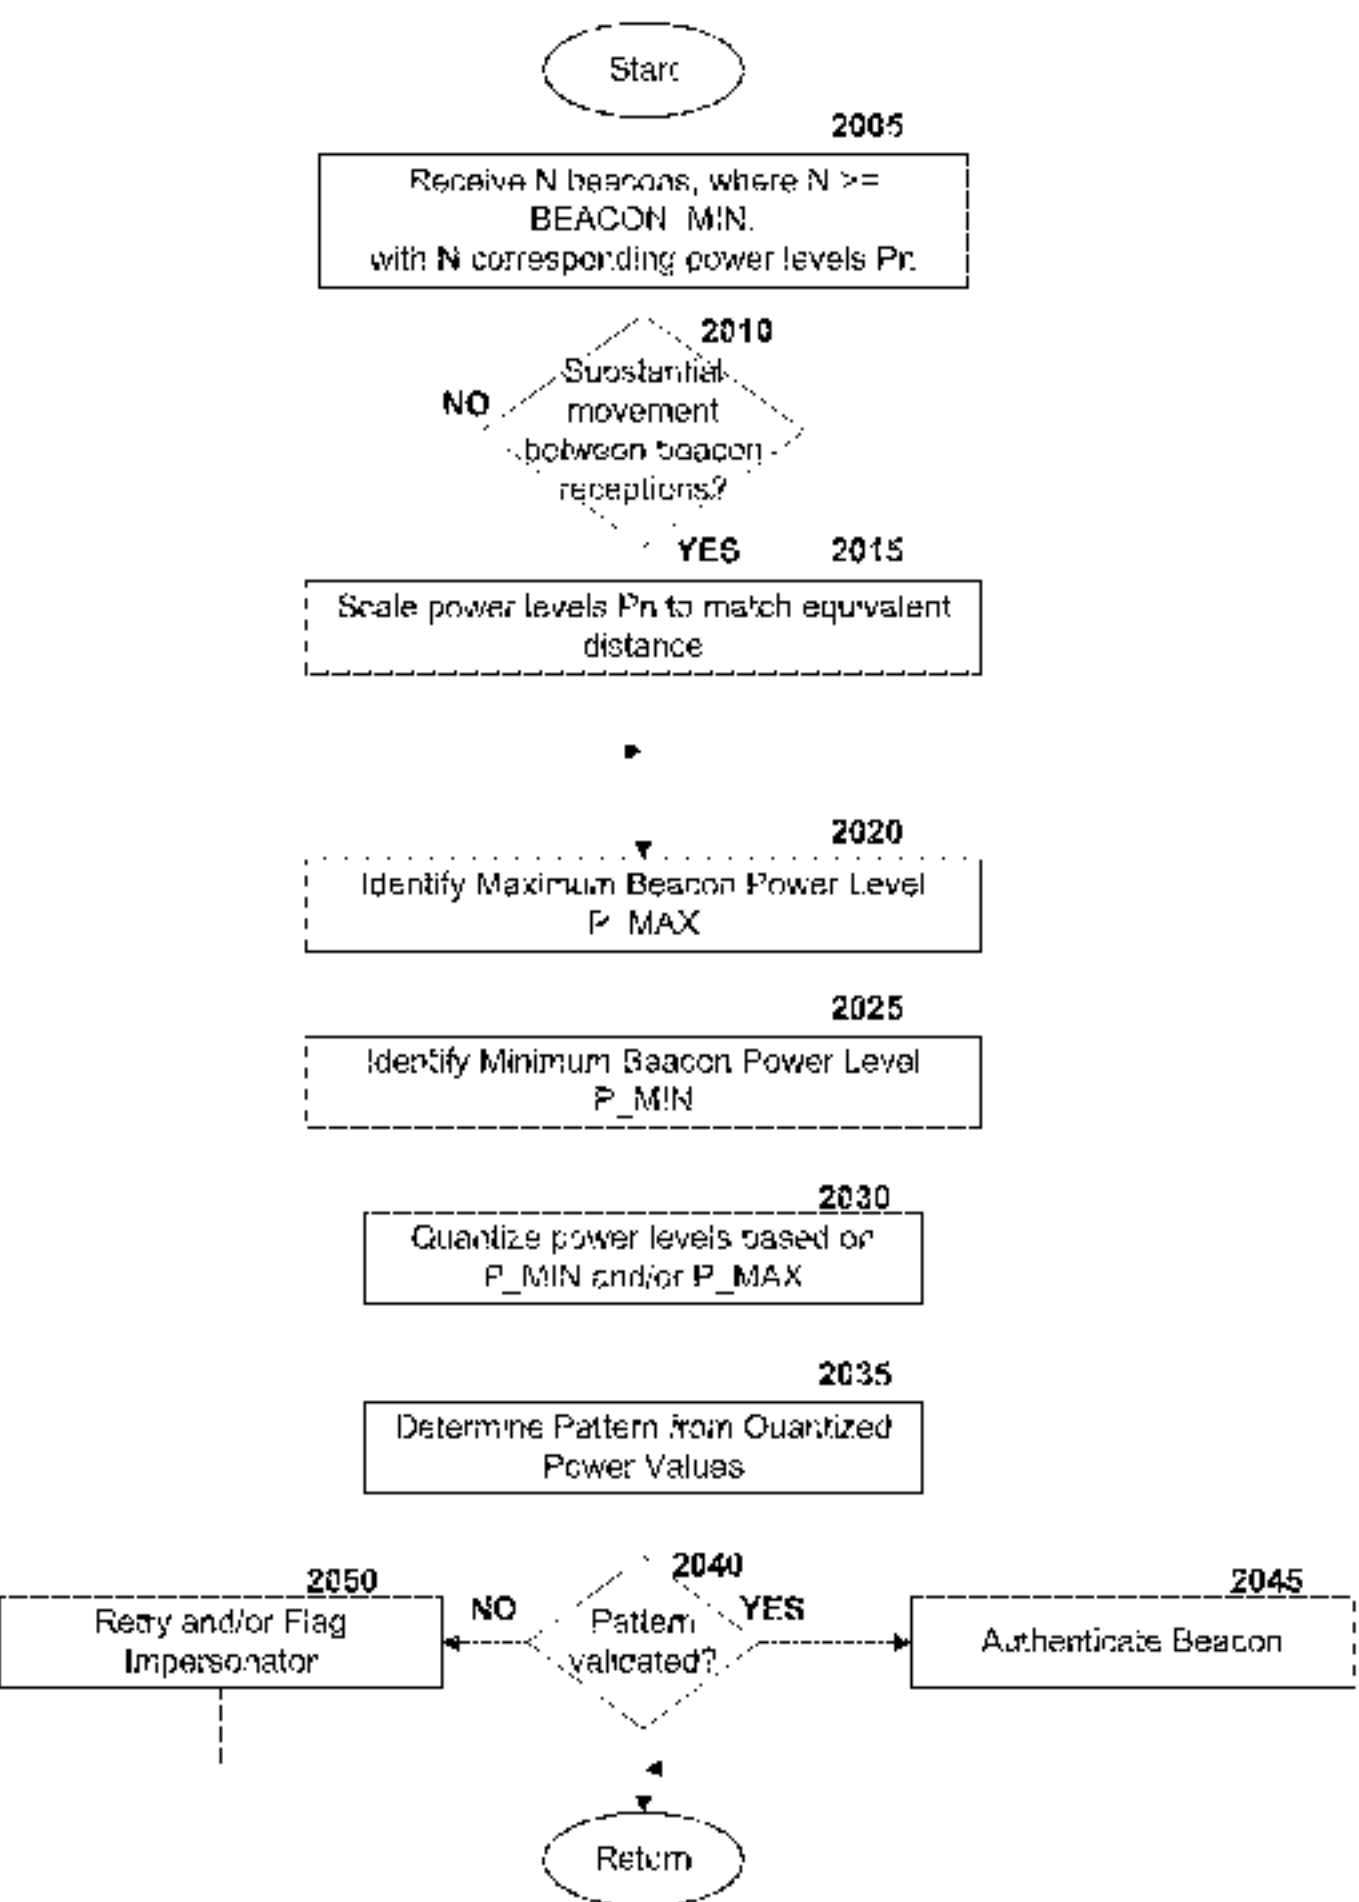 Start
2005
Receive N beacons, where N >=
BEACON_MIN,
with N corresponding power levels Pn
2010
NO
Substantial
movement
between beacon
receptions?
YES
2015
Scale power levels Pn to match equivalent
distance
2020
Identify Maximum Beacon Power Level
P_MAX
2025
Identify Minimum Beacon Power Level
P_MIN
2030
Quantize power levels based on
P_MIN and/or P_MAX
2035
Determine Pattern from Quantized
Power Values
2040
2050
2045
NO
YES
Retry and/or Flag
Impersonator
Pattern
validated?
Authenticate Beacon
Return